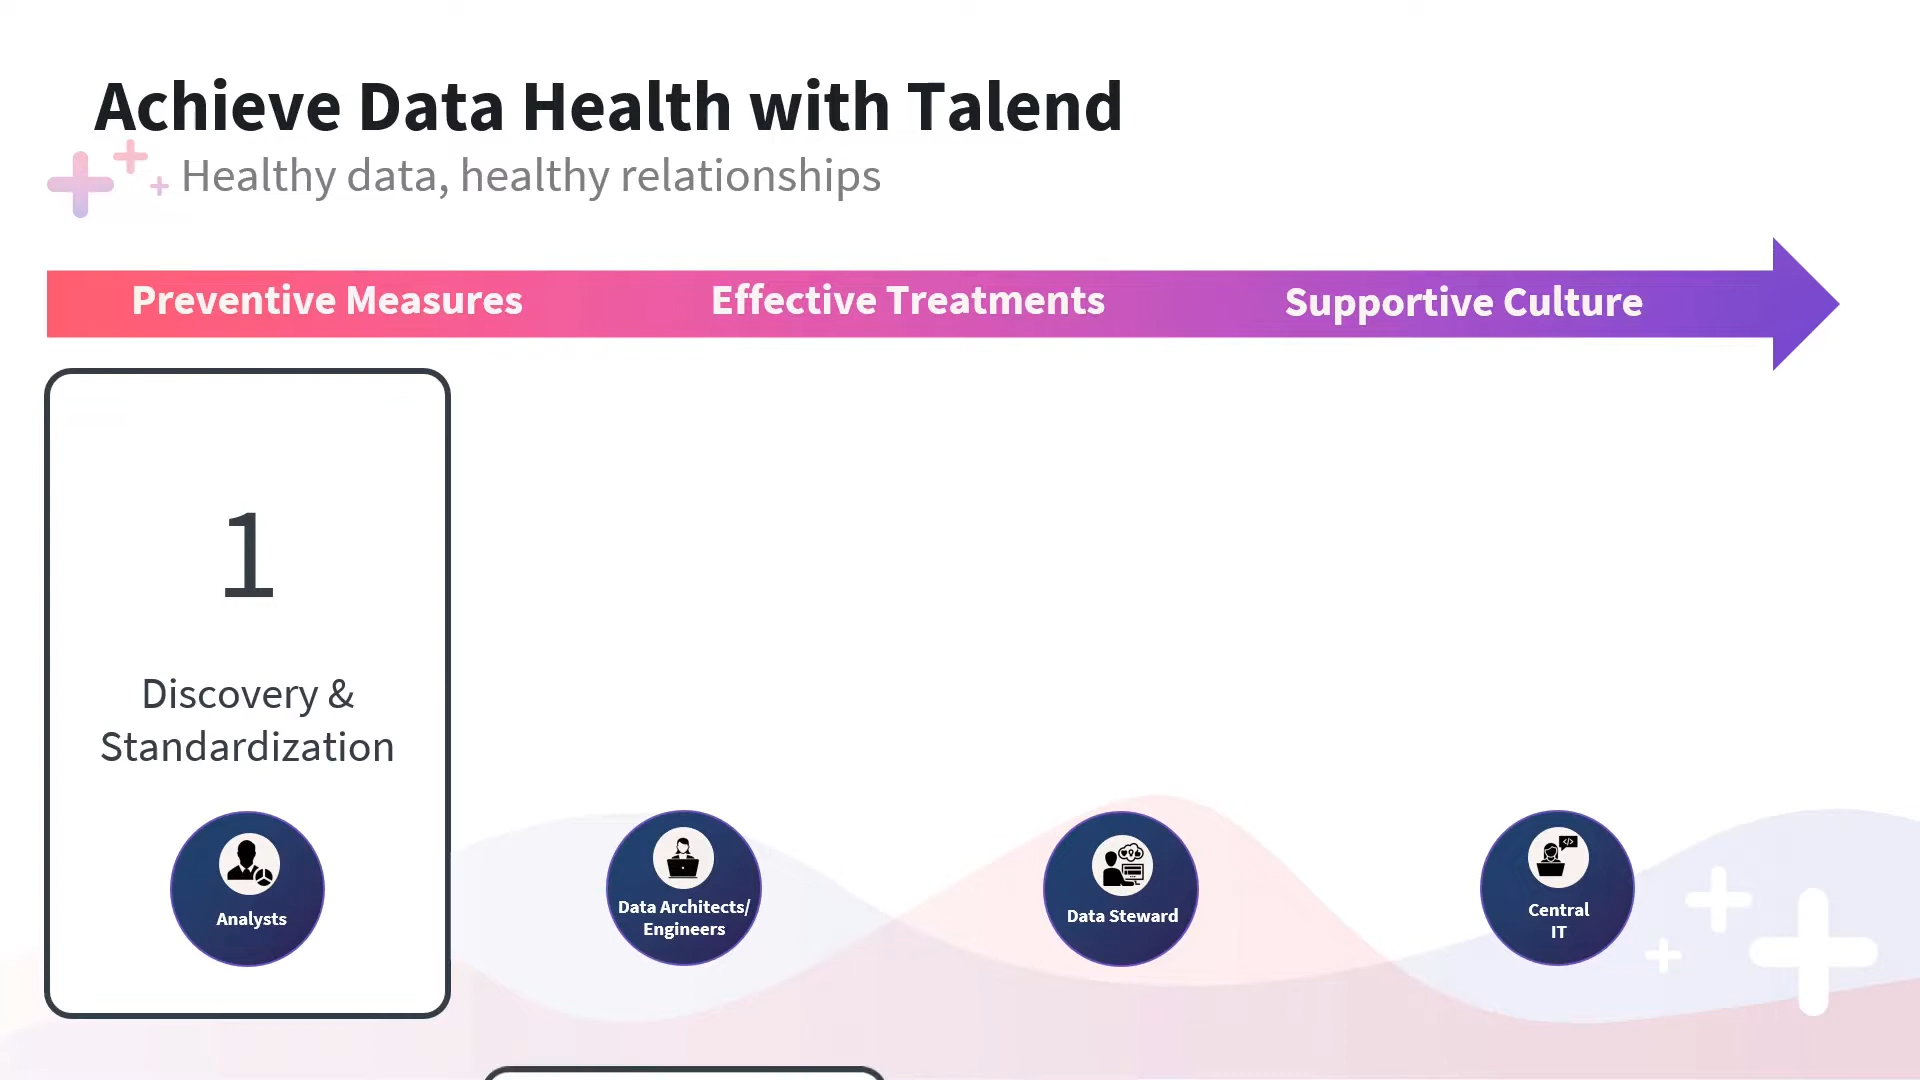 Achieve Data Health with Talend
Healthy data, healthy relationships
Preventive Measures
Effective Treatments
Supportive Culture
1
Discovery &
Standardization
Analysts
Data Architects/
Engineers
Data Steward
Central
IT